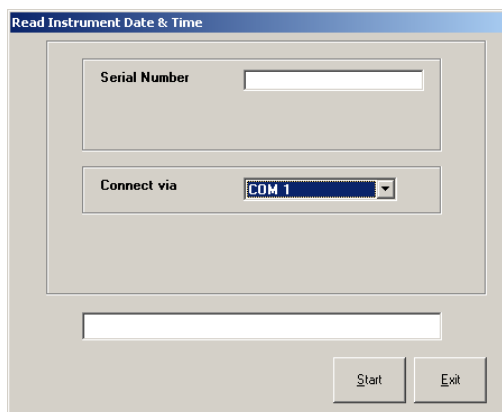 Read Instrument Date & Time
Serial Number
Connect via
COM 1
Start
Exit